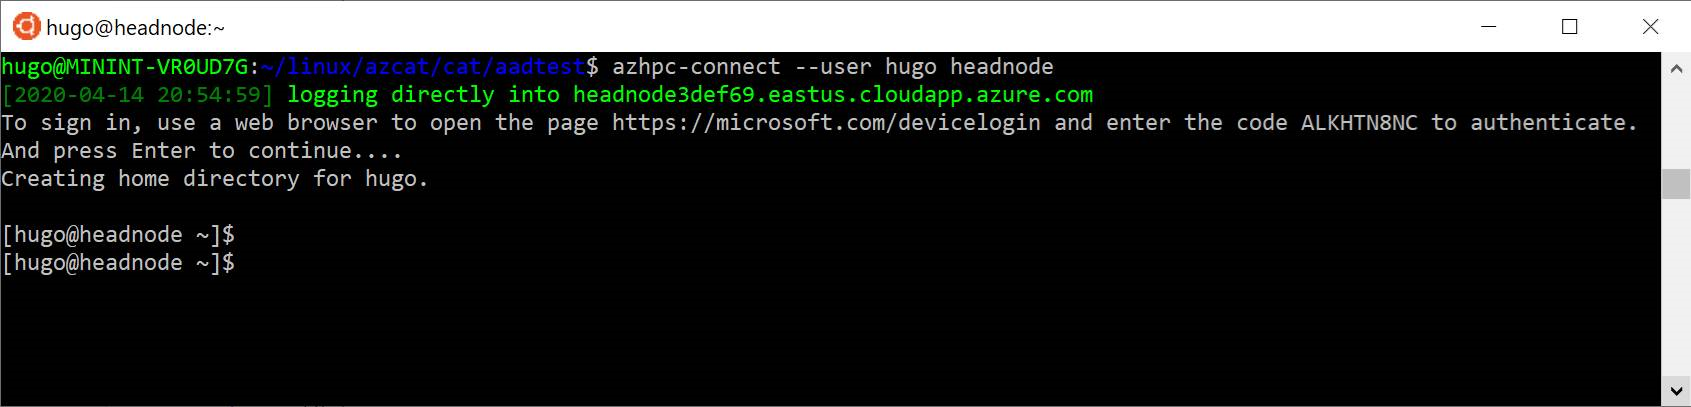 hugo@headnode:~
hugo@MININT-VR0UD7G:~/linux/azcat/cat/aadtest$ azhpc-connect --user hugo headnode
[2020-04-14 20:54:59] logging directly into headnode3def69.eastus.cloudapp.azure.com
To sign in, use a web browser to open the page https://microsoft.com/devicelogin and enter the code ALKHTN8NC to authenticate.
And press Enter to continue....
Creating home directory for hugo.
[hugo@headnode ~]$
[hugo@headnode ~]$